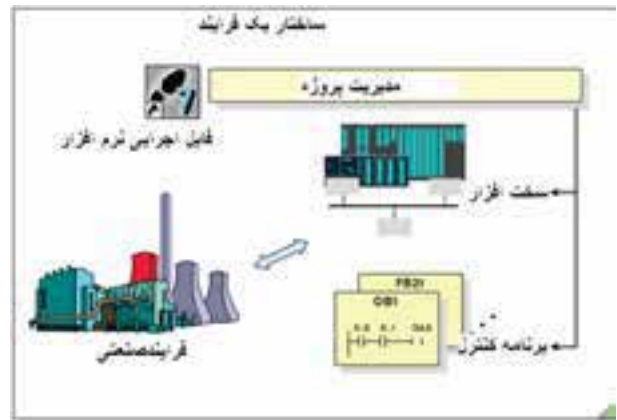 ساختار یک فرایند
مدیریت پروژه
فایل اجرایی نرم افزار
سخت افزار
FB21
OB1
برنامه کنترل
فرایندصنعتی